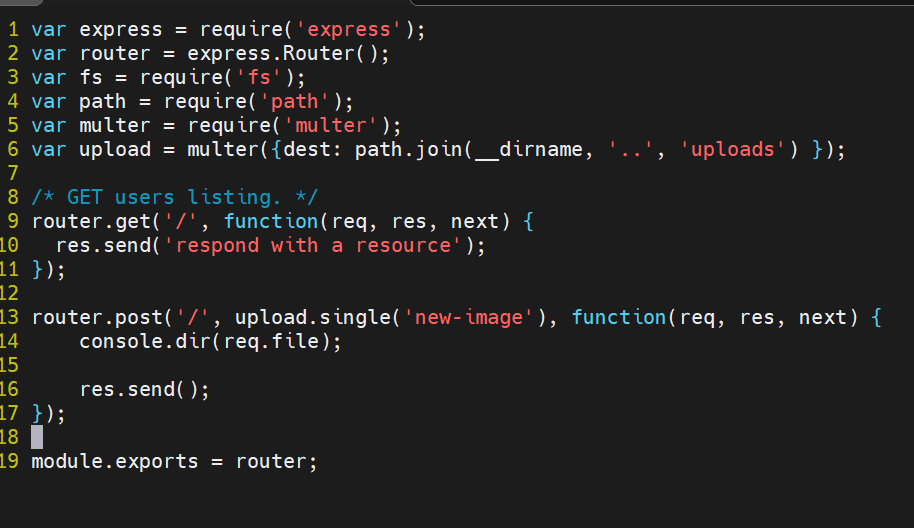 1 var express = require('express');
2 var router = express.Router();
3 var fs = require('fs');
4 var path = require('path');
5 var multer = require('multer');
6 var upload = multer({dest: path.join(__dirname, '..', 'uploads') });
7
8 /* GET users listing. */
9 router.get('/', function(req, res, next) {
10   res.send('respond with a resource');
11 });
12
13 router.post('/', upload.single('new-image'), function(req, res, next) {
14     console.dir(req.file);
15
16     res.send();
17 });
18
19 module.exports = router;